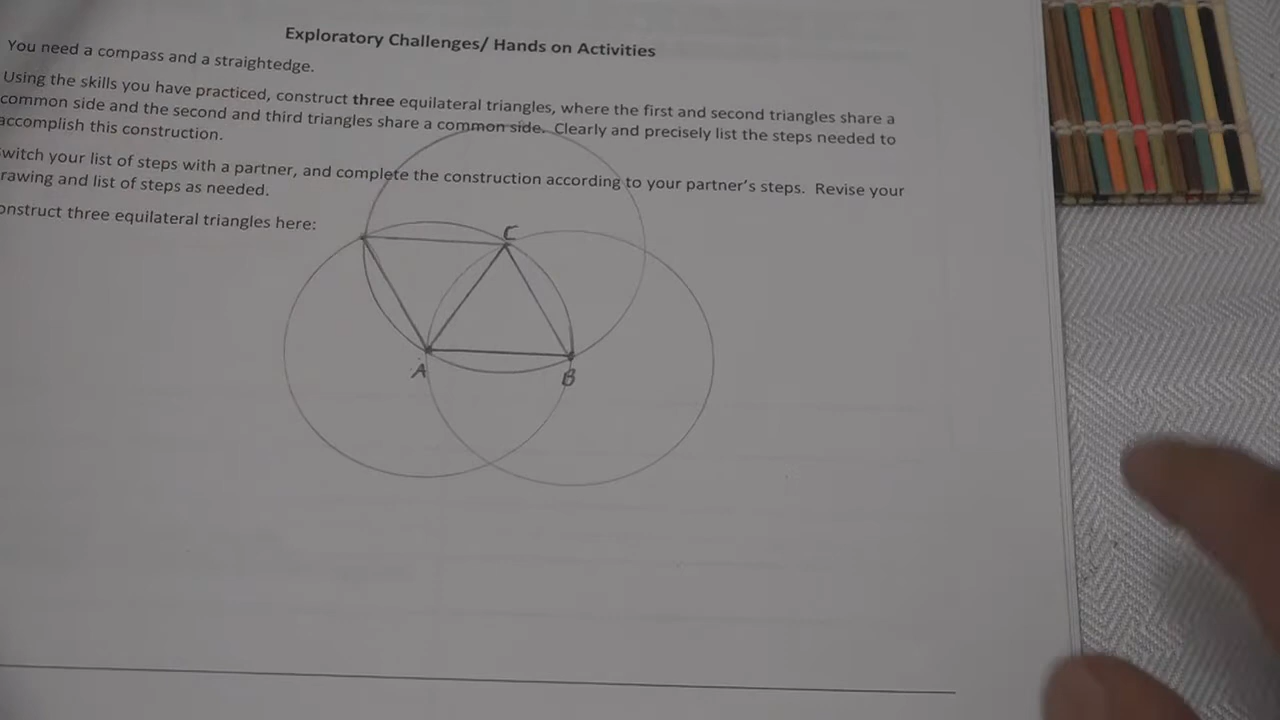 Exploratory Challenges/ Hands on Activities
You need a compass and a straightedge.
Using the skills you have practiced, construct three equilateral triangles, where the first and second triangles share a
common side and the second and third triangles share a common side. Clearly and precisely list the steps needed to
accomplish this construction.
witch your list of steps with a partner, and complete the construction according to your partner's steps. Revise your
rawing and list of steps as needed.
onstruct three equilateral triangles here:
C
A
B